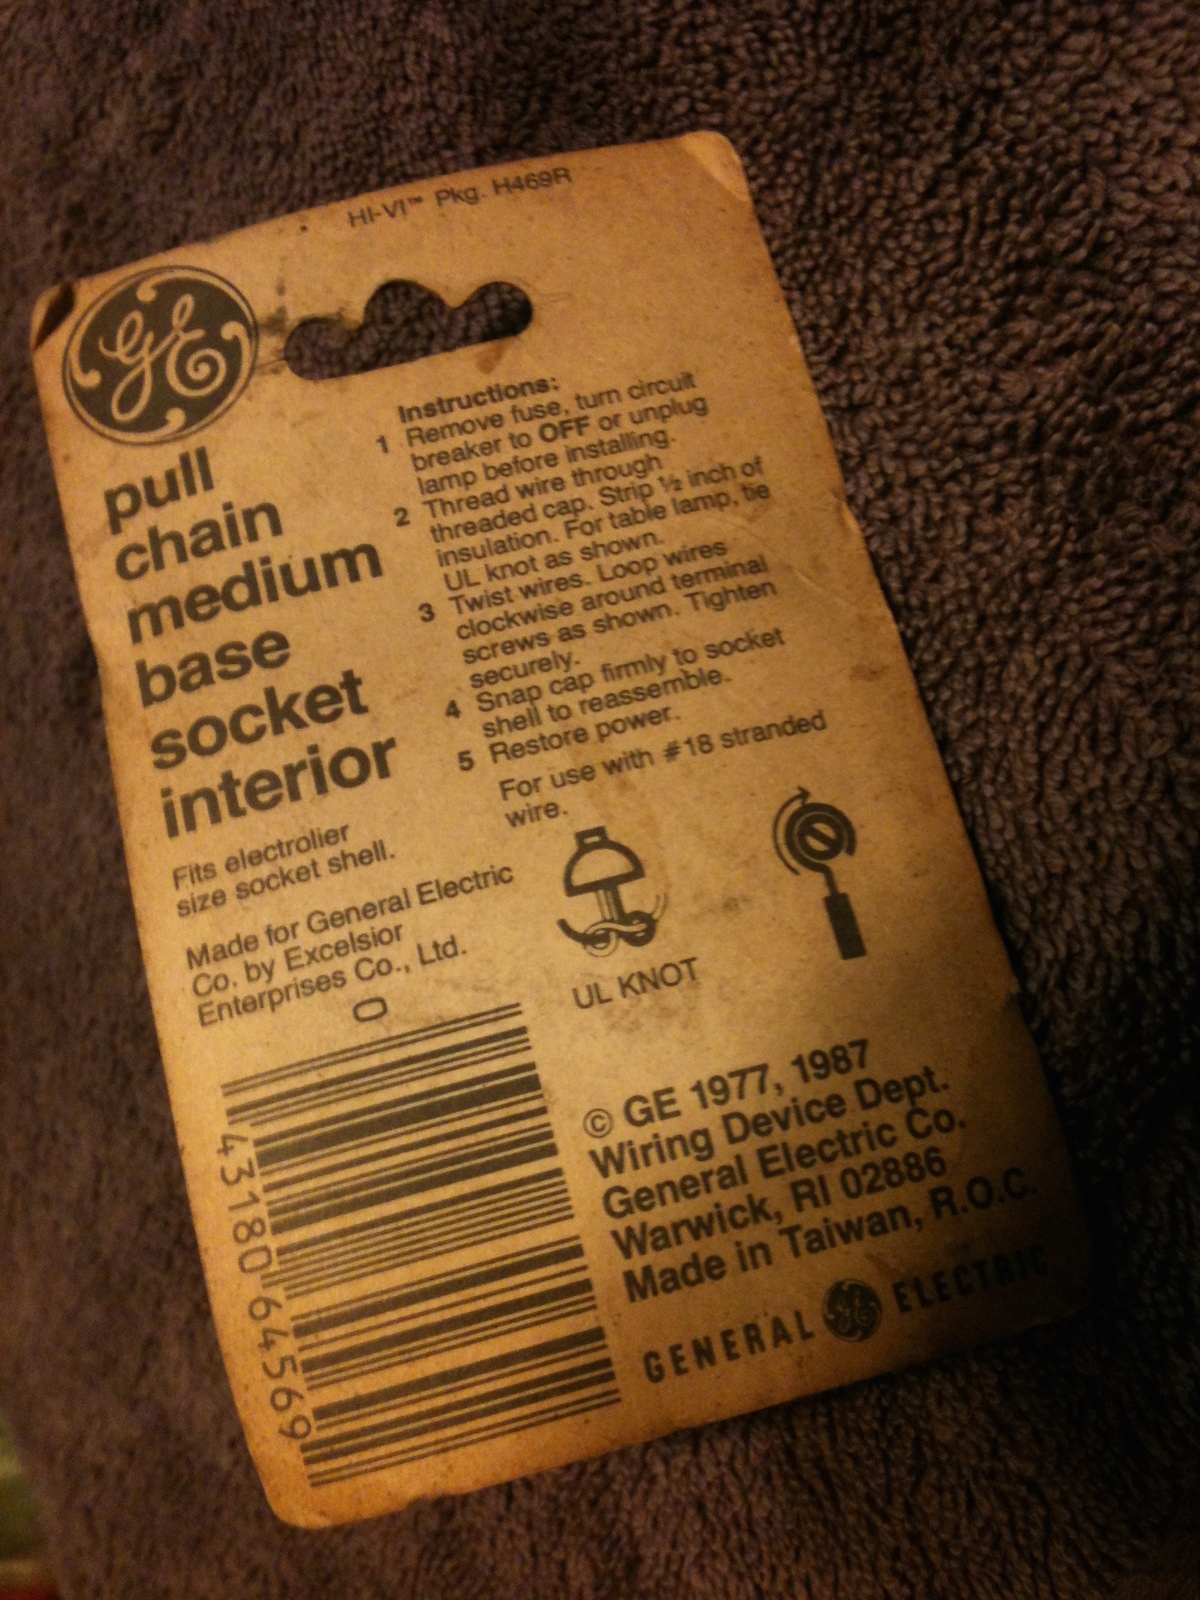 HI-VI™ Pkg. H469R
GE
pull
chain
medium
base
socket
interior
Fits electrolier
size socket shell.
Made for General Electric
Co. by Excelsior
Enterprises Co., Ltd.
Instructions:
1 Remove fuse, turn circuit
breaker to OFF or unplug
lamp before installing.
2 Thread wire through
threaded cap. Strip ½ inch of
insulation. For table lamp, tie
UL knot as shown.
3 Twist wires. Loop wires
clockwise around terminal
screws as shown. Tighten
securely.
4 Snap cap firmly to socket
shell to reassemble.
5 Restore power.
For use with #18 stranded
wire.
UL KNOT
0
43180 64569
© GE 1977, 1987
Wiring Device Dept.
General Electric Co.
Warwick, RI 02886
Made in Taiwan, R.O.C.
GENERAL GE ELECTRIC